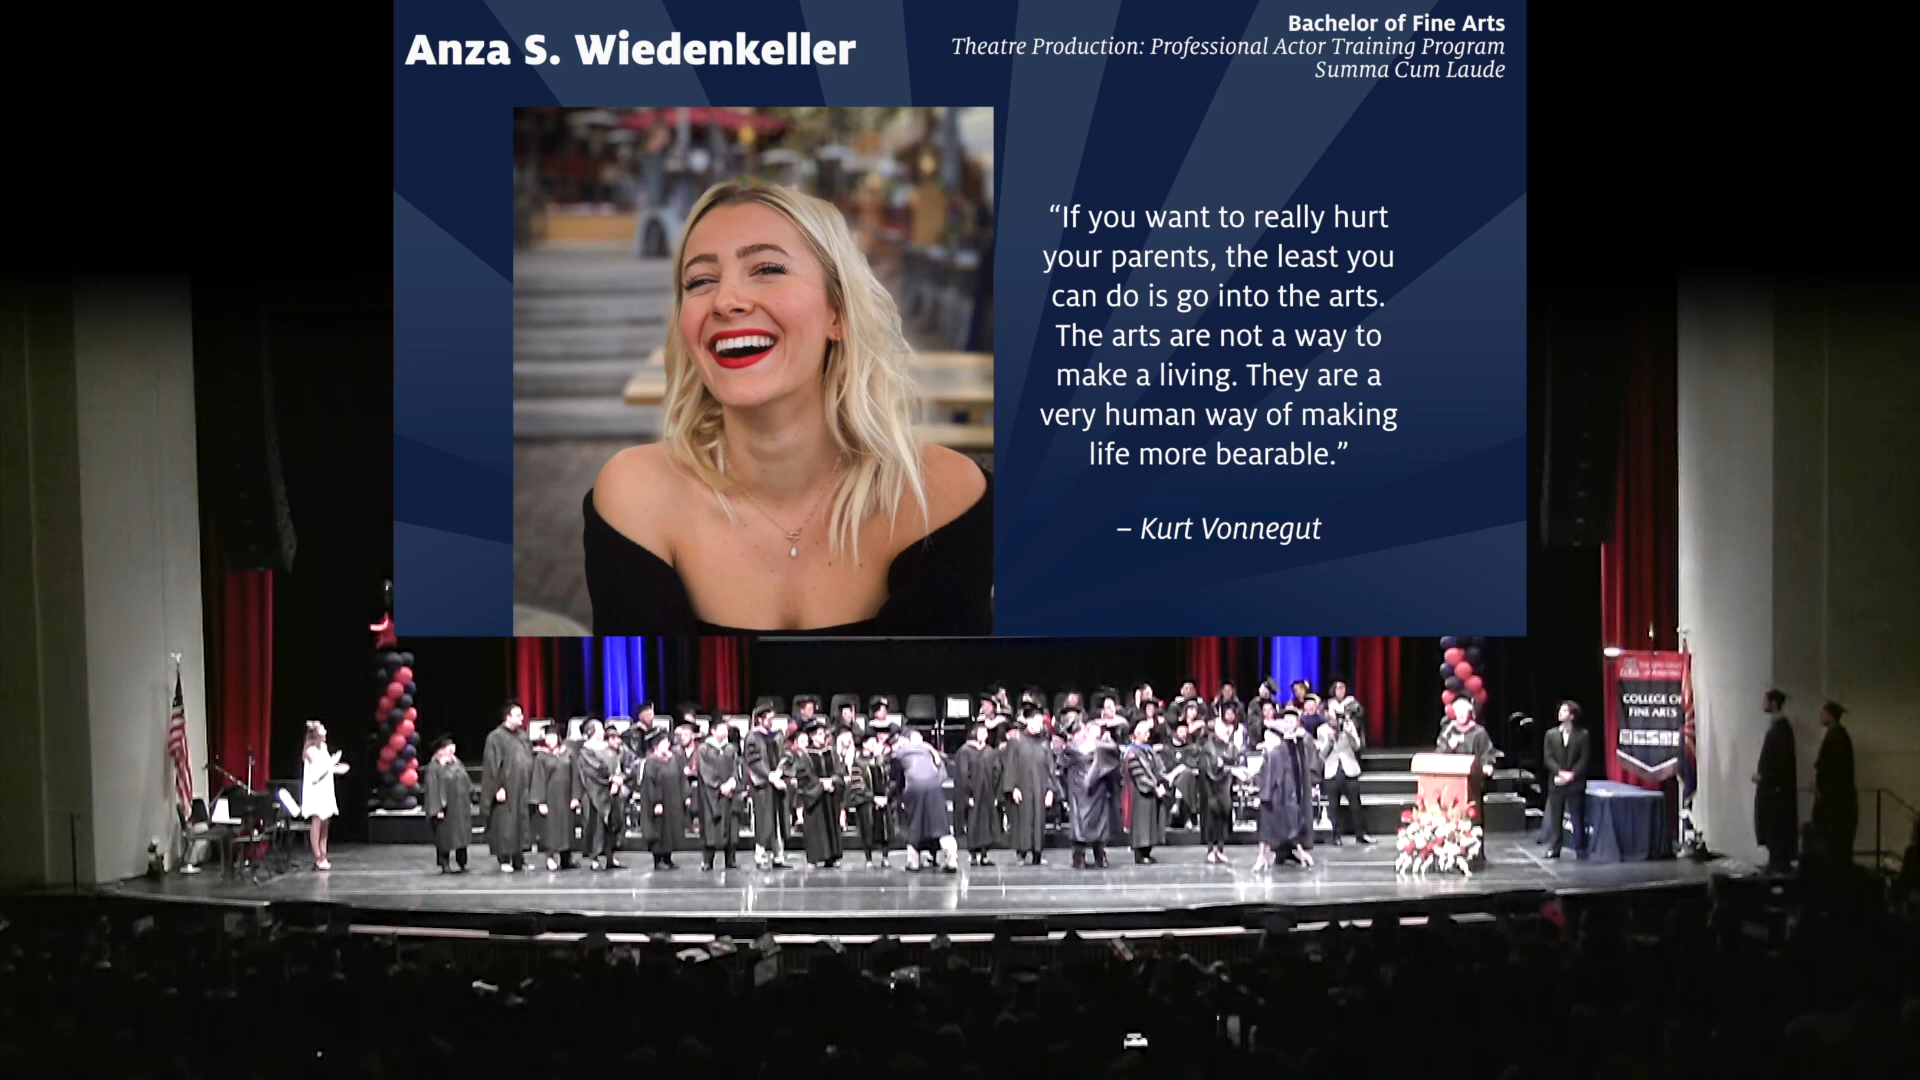 Anza S. Wiedenkeller
Bachelor of Fine Arts
Theatre Production: Professional Actor Training Program
Summa Cum Laude
“If you want to really hurt
your parents, the least you
can do is go into the arts.
The arts are not a way to
make a living. They are a
very human way of making
life more bearable.”
– Kurt Vonnegut
COLLEGE OF
FINE ARTS